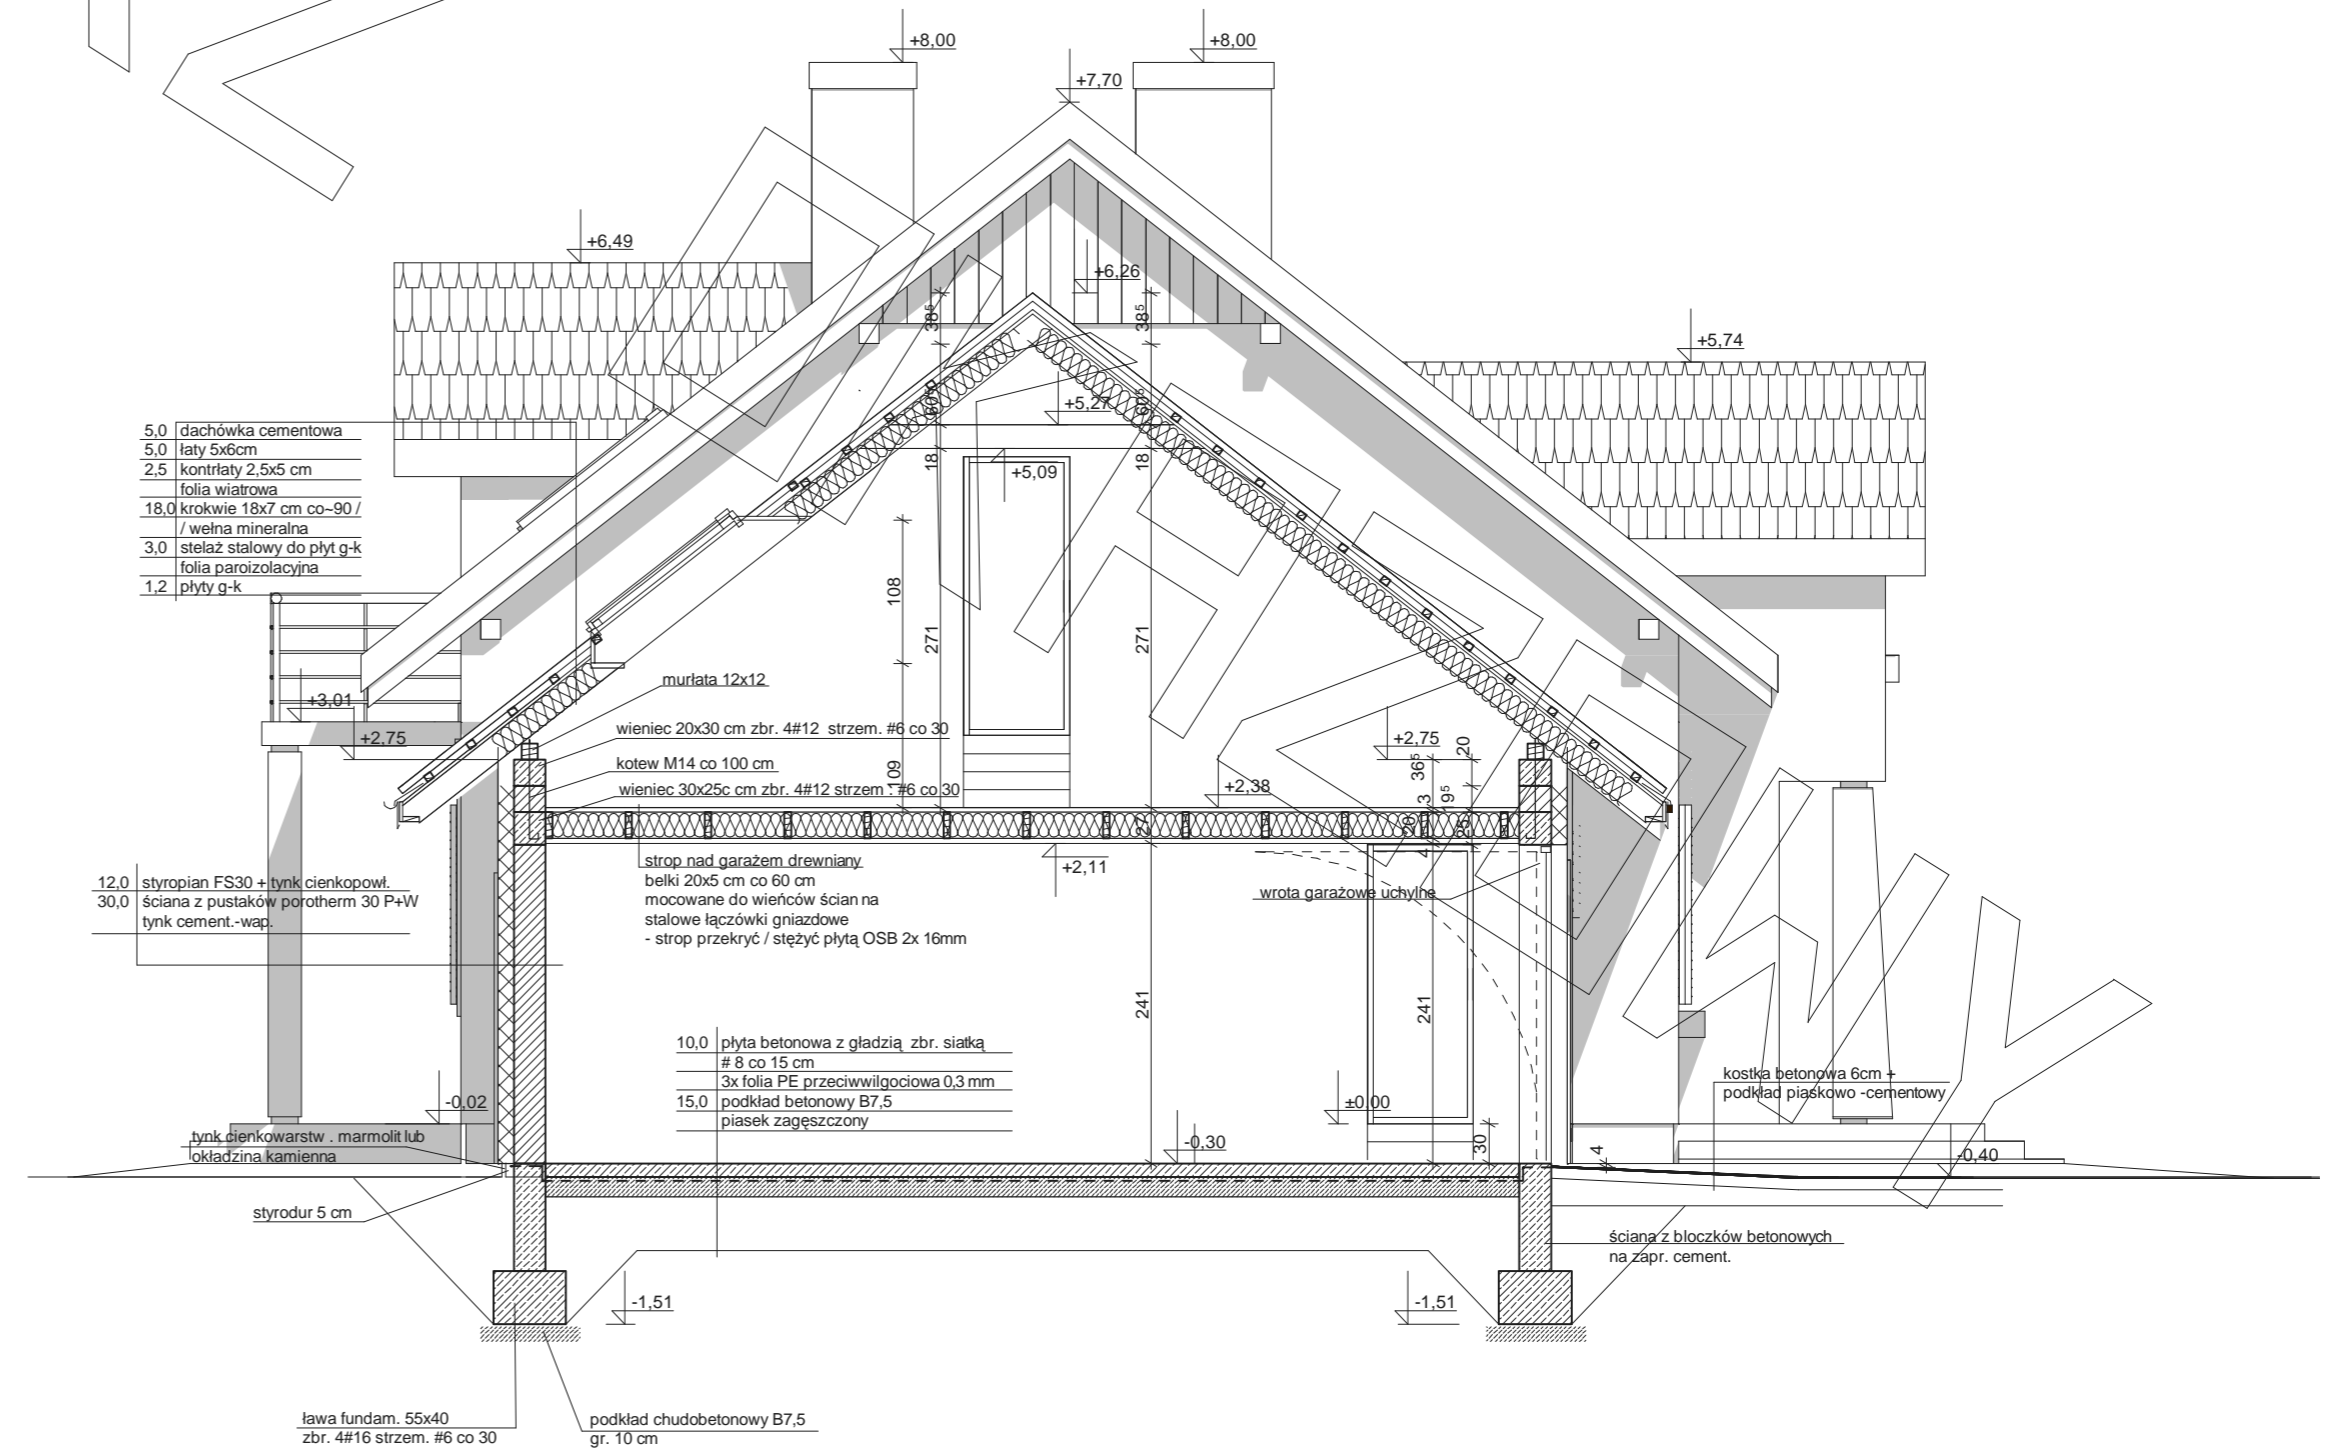 +8,00
+8,00
+7,70
+6,49
+6,26
38⁵
38⁵
+5,74
60⁵
+5,27
60⁵
18
+5,09
18
5,0 dachówka cementowa
5,0 łaty 5x6cm
2,5 kontrłaty 2,5x5 cm
folia wiatrowa
18,0 krokwie 18x7 cm co~90 /
/ wełna mineralna
3,0 stelaż stalowy do płyt g-k
folia paroizolacyjna
1,2 płyty g-k
108
271
271
+3,01
+2,75
109
murłata 12x12
wieniec 20x30 cm zbr. 4#12 strzem. #6 co 30
kotew M14 co 100 cm
wieniec 30x25c cm zbr. 4#12 strzem . #6 co 30
+2,75
20
36⁵
+2,38
3
19⁵
27
20
25
4
+2,11
strop nad garażem drewniany
belki 20x5 cm co 60 cm
mocowane do wieńców ścian na
stalowe łączówki gniazdowe
- strop przekryć / stężyć płytą OSB 2x 16mm
wrota garażowe uchylne
12,0 styropian FS30 + tynk cienkopowł.
30,0 ściana z pustaków porotherm 30 P+W
tynk cement.-wap.
241
241
10,0 płyta betonowa z gładzią zbr. siatką
# 8 co 15 cm
3x folia PE przeciwwilgociowa 0,3 mm
15,0 podkład betonowy B7,5
piasek zagęszczony
kostka betonowa 6cm +
podkład piaskowo -cementowy
-0,02
±0,00
tynk cienkowarstw . marmolit lub
okładzina kamienna
-0,30
30
4
-0,40
styrodur 5 cm
ściana z bloczków betonowych
na zapr. cement.
-1,51
-1,51
ława fundam. 55x40
zbr. 4#16 strzem. #6 co 30
podkład chudobetonowy B7,5
gr. 10 cm